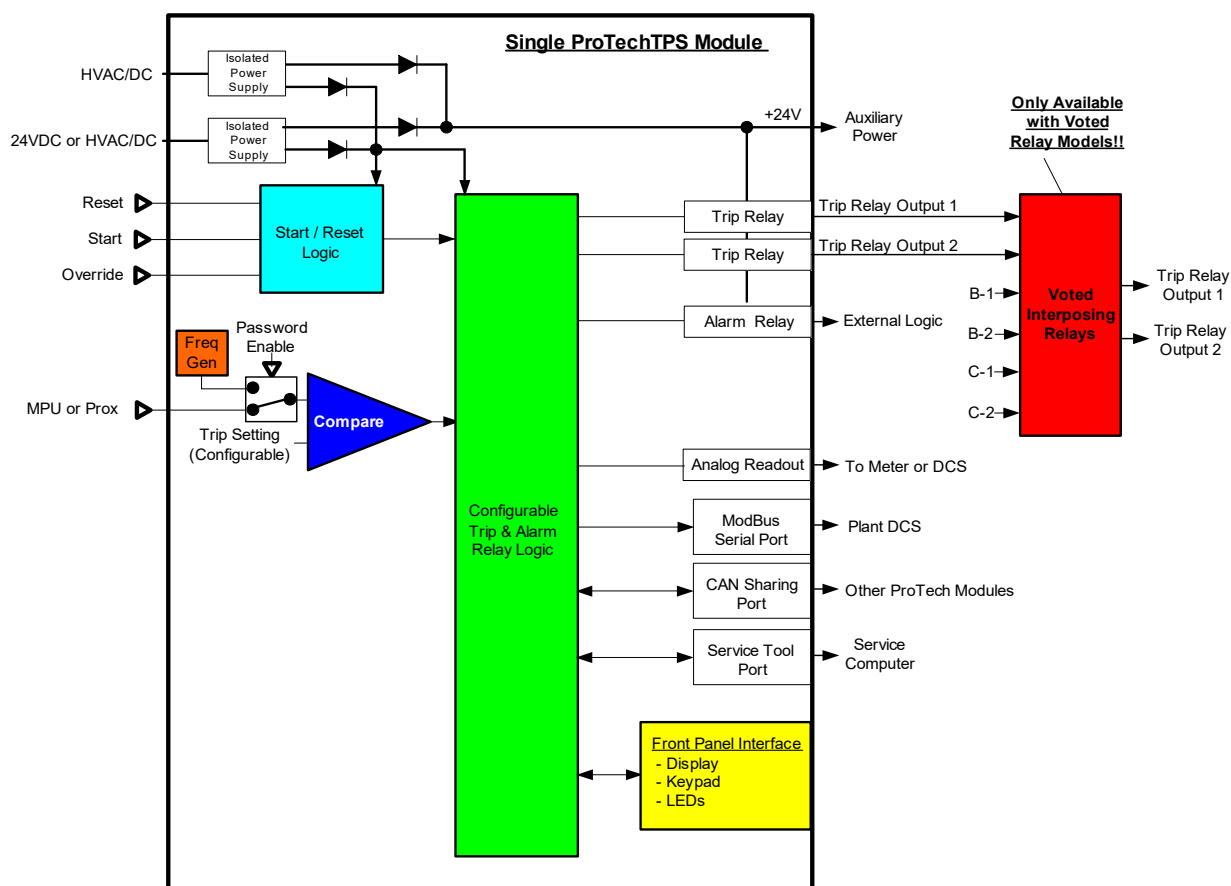 Single ProTechTPS Module
HVAC/DC
Isolated
Power
Supply
24VDC or HVAC/DC
Isolated
Power
Supply
+24V
Auxiliary
Power
Only Available
with Voted
Relay Models!!
Reset
Start
Override
Start / Reset
Logic
Trip Relay
Trip Relay Output 1
Trip Relay
Trip Relay Output 2
Alarm Relay
External Logic
B-1
B-2
C-1
C-2
Voted
Interposing
Relays
Trip Relay
Output 1
Trip Relay
Output 2
Freq
Gen
Password
Enable
MPU or Prox
Trip Setting
(Configurable)
Compare
Configurable
Trip & Alarm
Relay Logic
Analog Readout
To Meter or DCS
ModBus
Serial Port
Plant DCS
CAN Sharing
Port
Other ProTech Modules
Service Tool
Port
Service
Computer
Front Panel Interface
- Display
- Keypad
- LEDs